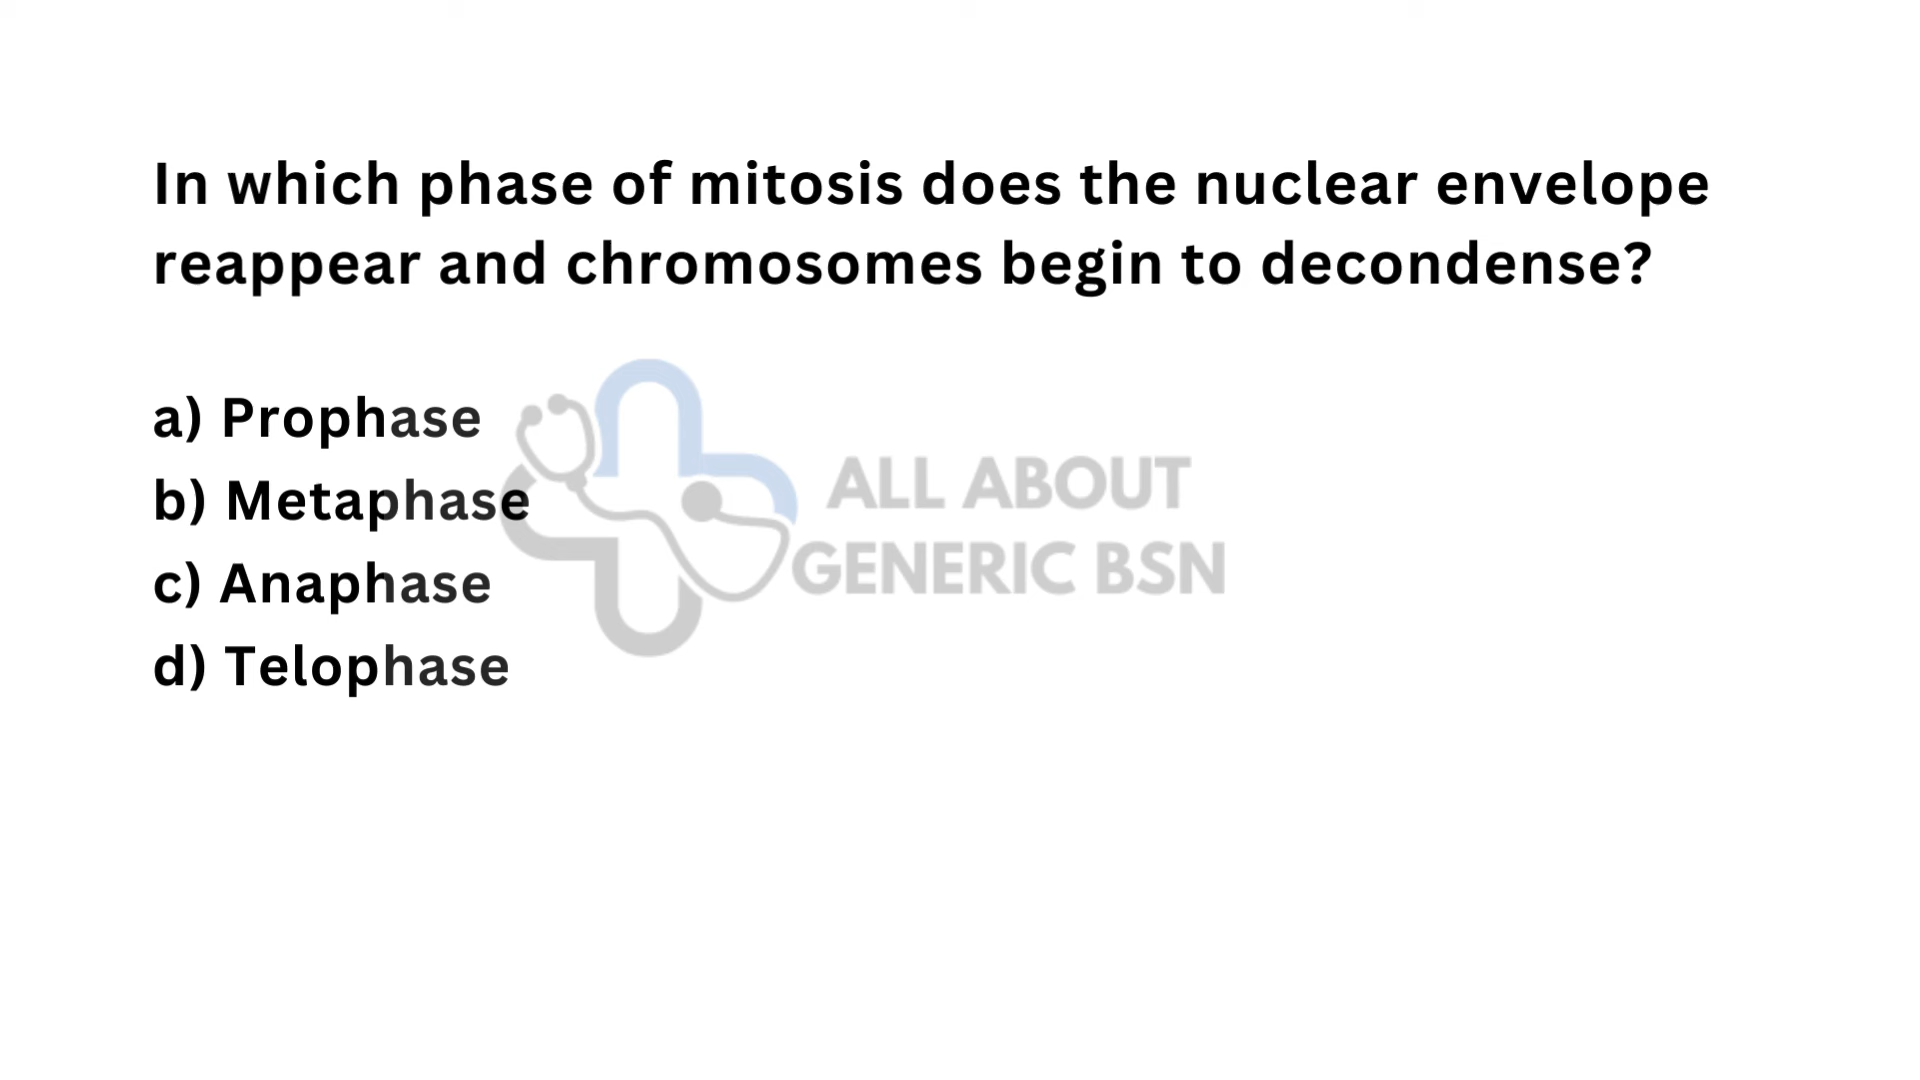 In which phase of mitosis does the nuclear envelope
reappear and chromosomes begin to decondense?
a) Prophase
b) Metaphase
c) Anaphase
d) Telophase
ALL ABOUT
GENERIC BSN